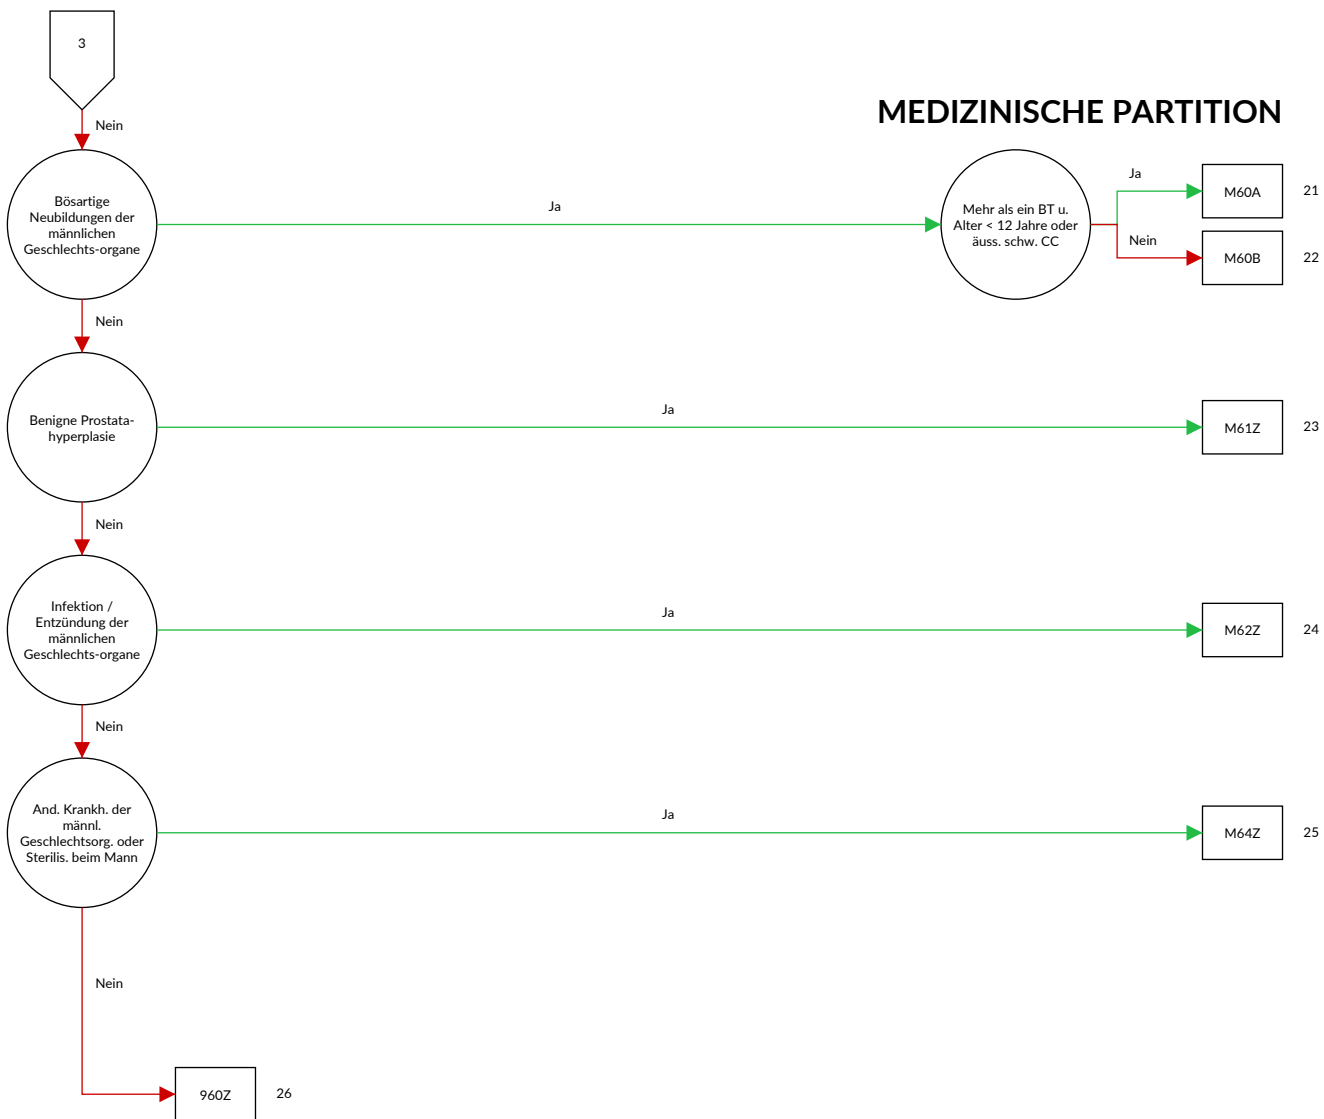 3
Nein
MEDIZINISCHE PARTITION
Bösartige
Neubildungen der
männlichen
Geschlechts-organe
Ja
Mehr als ein BT u.
Alter < 12 Jahre oder
äuss. schw. CC
Ja
M60A
21
Nein
M60B
22
Nein
Benigne Prostata-
hyperplasie
Ja
M61Z
23
Nein
Infektion /
Entzündung der
männlichen
Geschlechts-organe
Ja
M62Z
24
Nein
And. Krankh. der
männl.
Geschlechtsorg. oder
Sterilis. beim Mann
Ja
M64Z
25
Nein
960Z
26